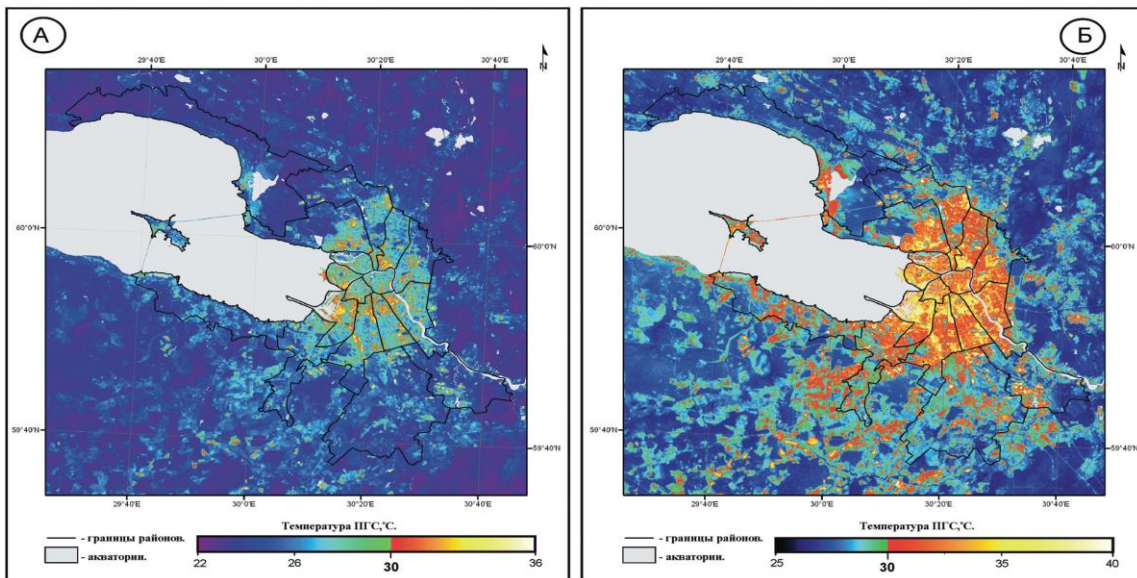 А
N
29°40'E 30°0'E 30°20'E 30°40'E
60°0'N
60°0'N
59°40'N
59°40'N
29°40'E 30°0'E 30°20'E 30°40'E
Температура ПГС,°С.
- границы районов.
- акватории.
22 26 30 36
Б
N
29°40'E 30°0'E 30°20'E 30°40'E
60°0'N
60°0'N
59°40'N
59°40'N
29°40'E 30°0'E 30°20'E 30°40'E
Температура ПГС,°С.
- границы районов.
- акватории.
25 30 35 40